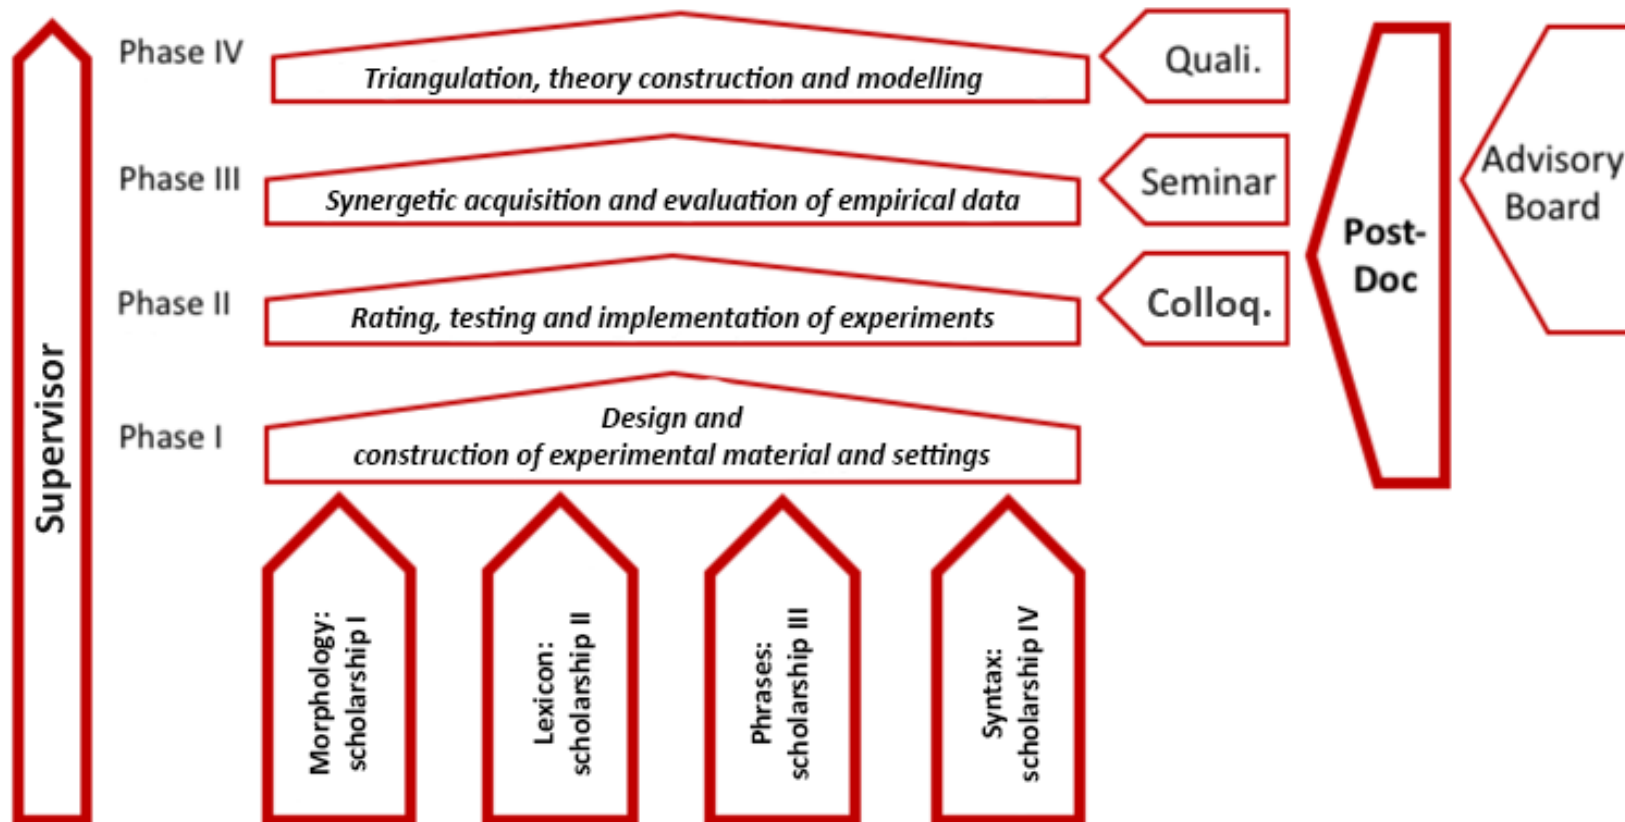 Supervisor
Phase IV
Triangulation, theory construction and modelling
Quali.
Phase III
Synergetic acquisition and evaluation of empirical data
Seminar
Phase II
Rating, testing and implementation of experiments
Colloq.
Phase I
Design and
construction of experimental material and settings
Post-
Doc
Advisory
Board
Morphology:
scholarship I
Lexicon:
scholarship II
Phrases:
scholarship III
Syntax:
scholarship IV